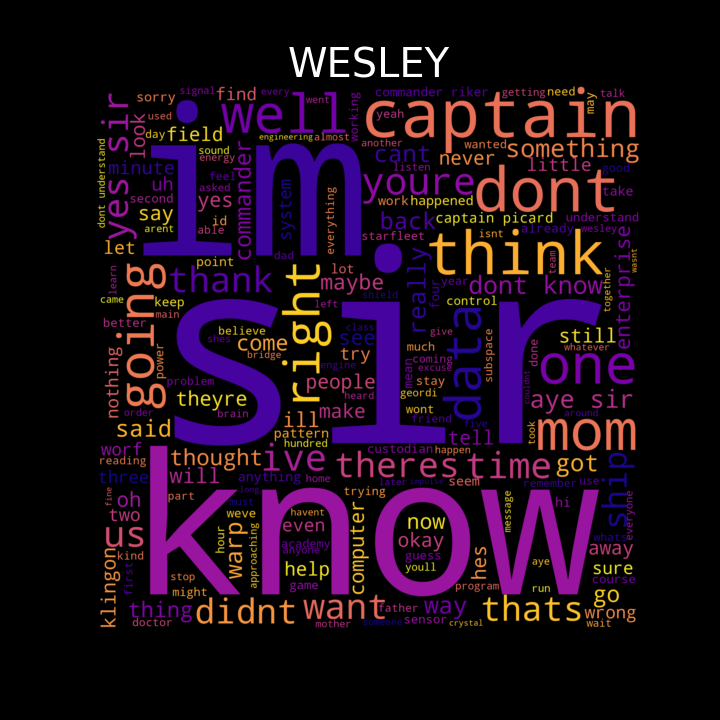 WESLEY
signal every
sorry find
commander riker getting need may talk
used went yeah
im well captain
day field engineering almost working another wanted something
yes sir look sound energy cant never
dont understand minute listen little good
uh feel youre dont take
second asked yes commander system everything work happened
say arent id able back captain picard understand
let starfleet already wesley
point dad isnt think enterprise
learn going thank right lot maybe really year four dont know team together wasnt
came keep left shield control
better main believe class see data subspace still
shes come bridge try much give done whatever
nothing power engine mean coming excuse one
problem people heard geordi stay couldnt
theyre sir make wont friend aye sir
order brain ill five took around
said pattern hundred tell happen mom
worf custodian
reading thought ive theres time got ship
three will anything home later impulse remember use
oh part long trying seem hi everyone
two weve must havent computer message
us fine even now okay whats away
kind hour academy anyone guess hes sure
klingon first warp approaching help youll aye course
stop game know program run go
might
thing didnt want father way thats wrong
doctor mother someone sensor crystal wait